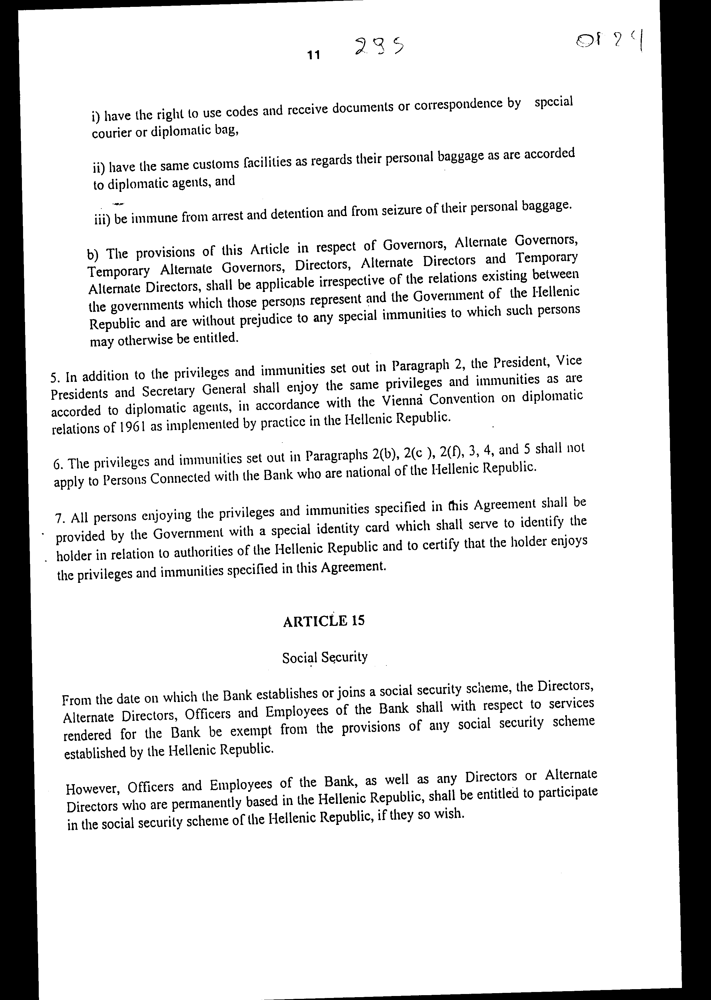 11 295
i) have the right to use codes and receive documents or correspondence by special
courier or diplomatic bag,
ii) have the same customs facilities as regards their personal baggage as are accorded
to diplomatic agents, and
iii) be immune from arrest and detention and from seizure of their personal baggage.
b) The provisions of this Article in respect of Governors, Alternate Governors,
Temporary Alternate Governors, Directors, Alternate Directors and Temporary
Alternate Directors, shall be applicable irrespective of the relations existing between
the governments which those persons represent and the Government of the Hellenic
Republic and are without prejudice to any special immunities to which such persons
may otherwise be entitled.
5. In addition to the privileges and immunities set out in Paragraph 2, the President, Vice
Presidents and Secretary General shall enjoy the same privileges and immunities as are
accorded to diplomatic agents, in accordance with the Vienna Convention on diplomatic
relations of 1961 as implemented by practice in the Hellenic Republic.
6. The privileges and immunities set out in Paragraphs 2(b), 2(c ), 2(f), 3, 4, and 5 shall not
apply to Persons Connected with the Bank who are national of the Hellenic Republic.
7. All persons enjoying the privileges and immunities specified in this Agreement shall be
provided by the Government with a special identity card which shall serve to identify the
holder in relation to authorities of the Hellenic Republic and to certify that the holder enjoys
the privileges and immunities specified in this Agreement.
ARTICLE 15
Social Security
From the date on which the Bank establishes or joins a social security scheme, the Directors,
Alternate Directors, Officers and Employees of the Bank shall with respect to services
rendered for the Bank be exempt from the provisions of any social security scheme
established by the Hellenic Republic.
However, Officers and Employees of the Bank, as well as any Directors or Alternate
Directors who are permanently based in the Hellenic Republic, shall be entitled to participate
in the social security scheme of the Hellenic Republic, if they so wish.